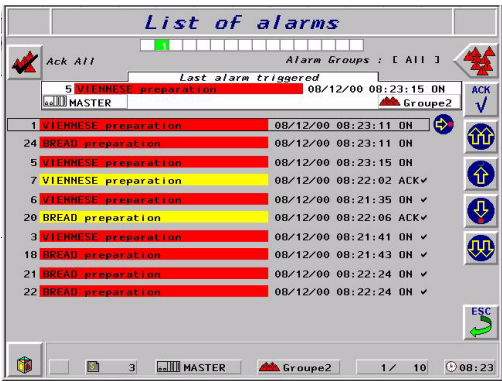 List of alarms
1
Ack All
Alarm Groups : [ All ]
Last alarm triggered
5 VIENNESE preparation 08/12/00 08:23:15 ON
MASTER Groupe2
ACK
1 VIENNESE preparation 08/12/00 08:23:11 ON
24 BREAD preparation 08/12/00 08:23:11 ON
5 VIENNESE preparation 08/12/00 08:23:15 ON
7 VIENNESE preparation 08/12/00 08:22:02 ACK✓
6 VIENNESE preparation 08/12/00 08:21:35 ON ✓
20 BREAD preparation 08/12/00 08:22:06 ACK✓
3 VIENNESE preparation 08/12/00 08:21:41 ON ✓
18 BREAD preparation 08/12/00 08:21:43 ON ✓
21 BREAD preparation 08/12/00 08:22:24 ON ✓
22 BREAD preparation 08/12/00 08:22:24 ON ✓
ESC
3 MASTER Groupe2 1/ 10 08:23